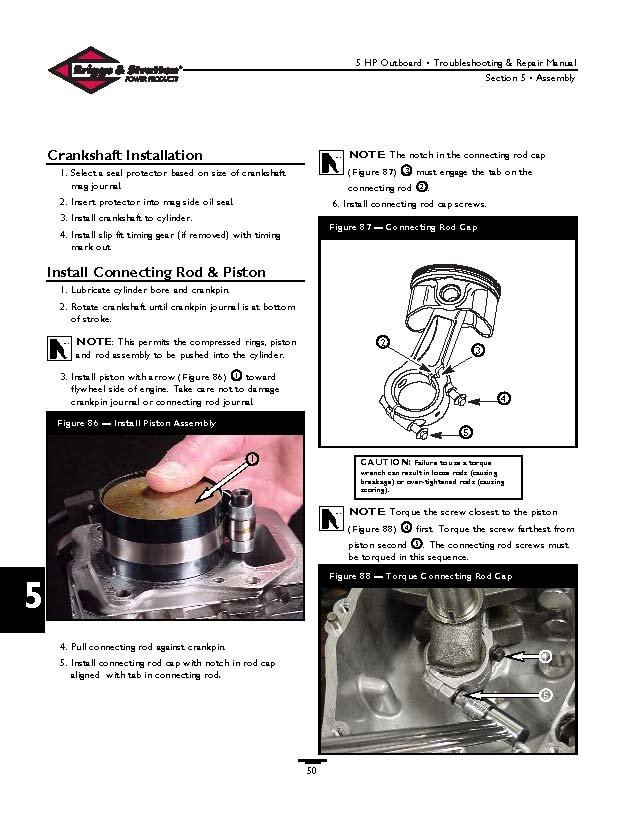 Briggs & Stratton
POWER PRODUCTS
5 HP Outboard • Troubleshooting & Repair Manual
Section 5 • Assembly
Crankshaft Installation
1. Select a seal protector based on size of crankshaft
mag journal.
2. Insert protector into mag side oil seal.
3. Install crankshaft to cylinder.
4. Install slip fit timing gear (if removed) with timing
mark out.
Install Connecting Rod & Piston
1. Lubricate cylinder bore and crankpin.
2. Rotate crankshaft until crankpin journal is at bottom
of stroke.
NOTE: This permits the compressed rings, piston
and rod assembly to be pushed into the cylinder.
3. Install piston with arrow (Figure 86) 1 toward
flywheel side of engine. Take care not to damage
crankpin journal or connecting rod journal.
Figure 86 — Install Piston Assembly
1
4. Pull connecting rod against crankpin.
5. Install connecting rod cap with notch in rod cap
aligned with tab in connecting rod.
NOTE: The notch in the connecting rod cap
(Figure 87) 3 must engage the tab on the
connecting rod 2.
6. Install connecting rod cap screws.
Figure 87 — Connecting Rod Cap
2
3
4
5
CAUTION: Failure to use a torque
wrench can result in loose rods (causing
breakage) or over-tightened rods (causing
scoring).
NOTE: Torque the screw closest to the piston
(Figure 88) 4 first. Torque the screw farthest from
piston second 5. The connecting rod screws must
be torqued in this sequence.
Figure 88 — Torque Connecting Rod Cap
4
5
5
50